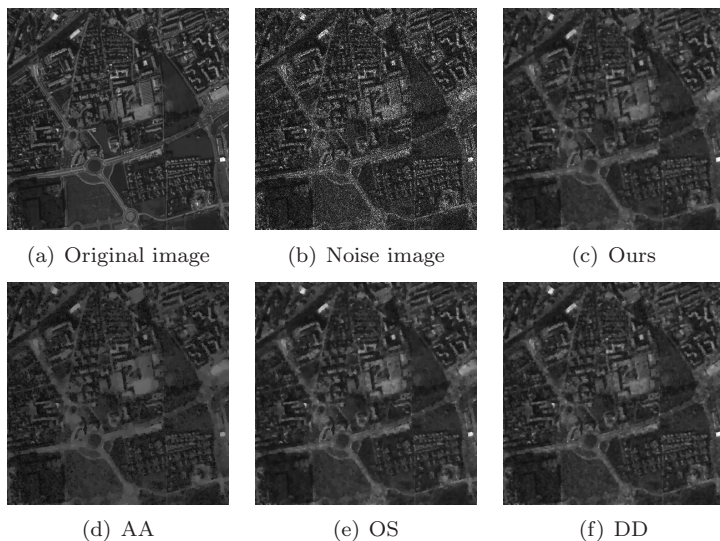 (a) Original image
(b) Noise image
(c) Ours
(d) AA
(e) OS
(f) DD